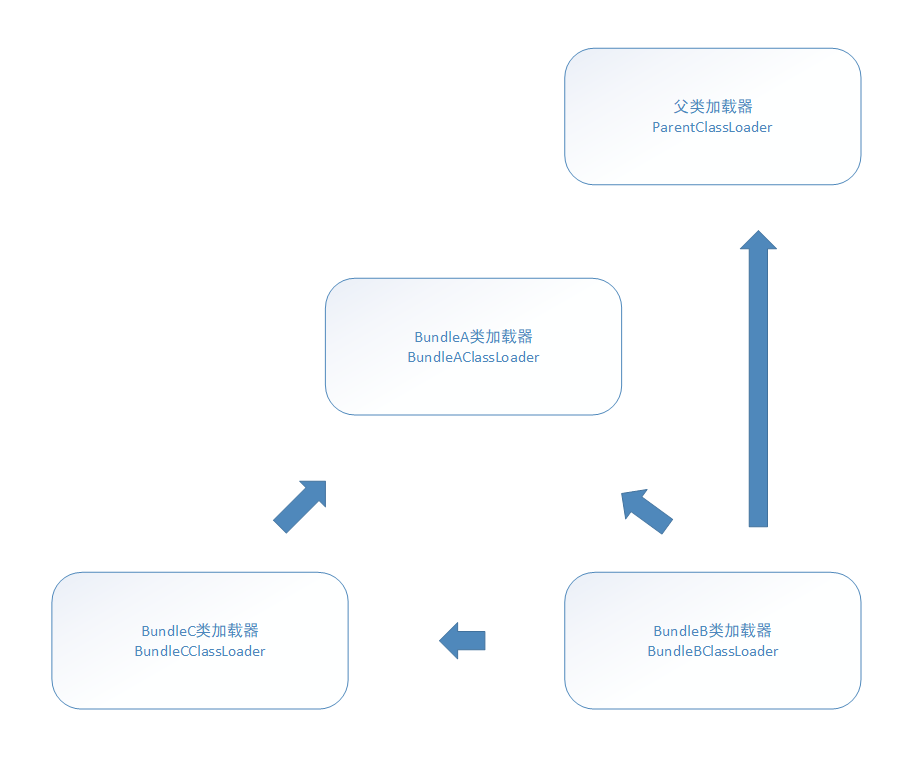 父类加载器
ParentClassLoader
BundleA类加载器
BundleAClassLoader
BundleC类加载器
BundleCClassLoader
BundleB类加载器
BundleBClassLoader